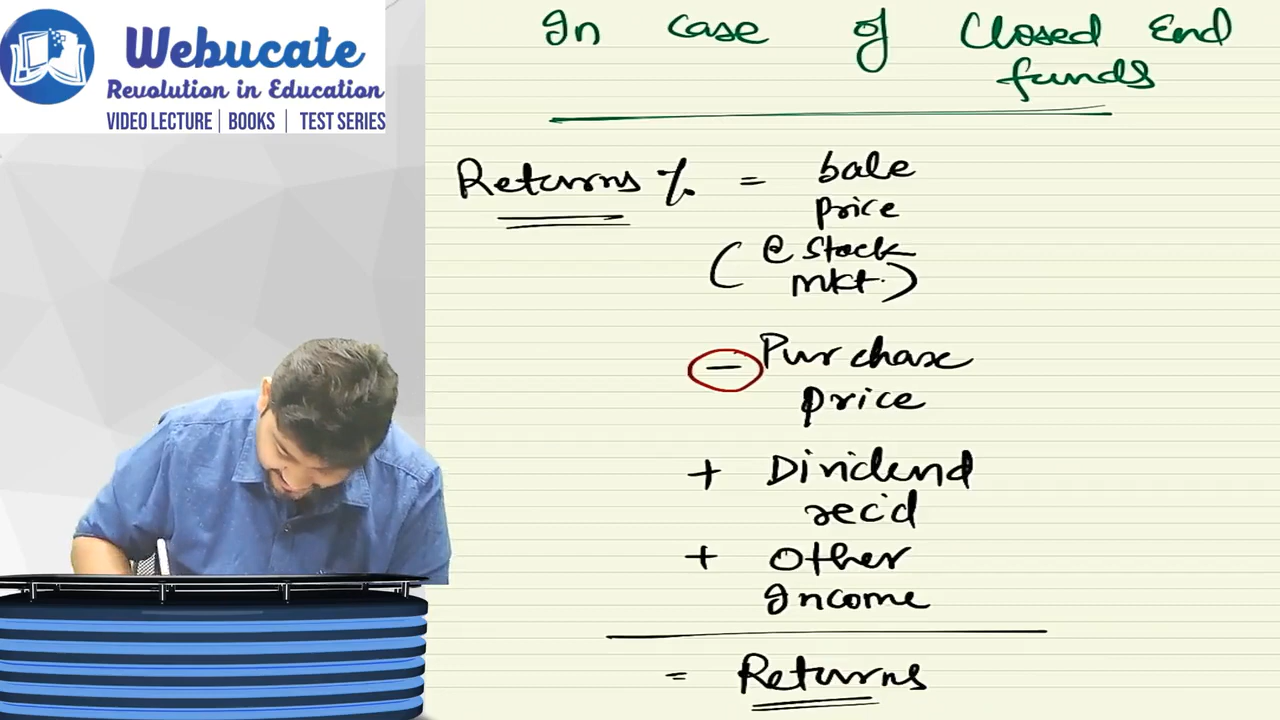 Webucate
Revolution in Education
VIDEO LECTURE | BOOKS | TEST SERIES
In case of Closed End
funds
Returns % = Sale
price
(@ Stock
mkt.)
- Purchase
price
+ Dividend
rec'd
+ Other
Income
= Returns